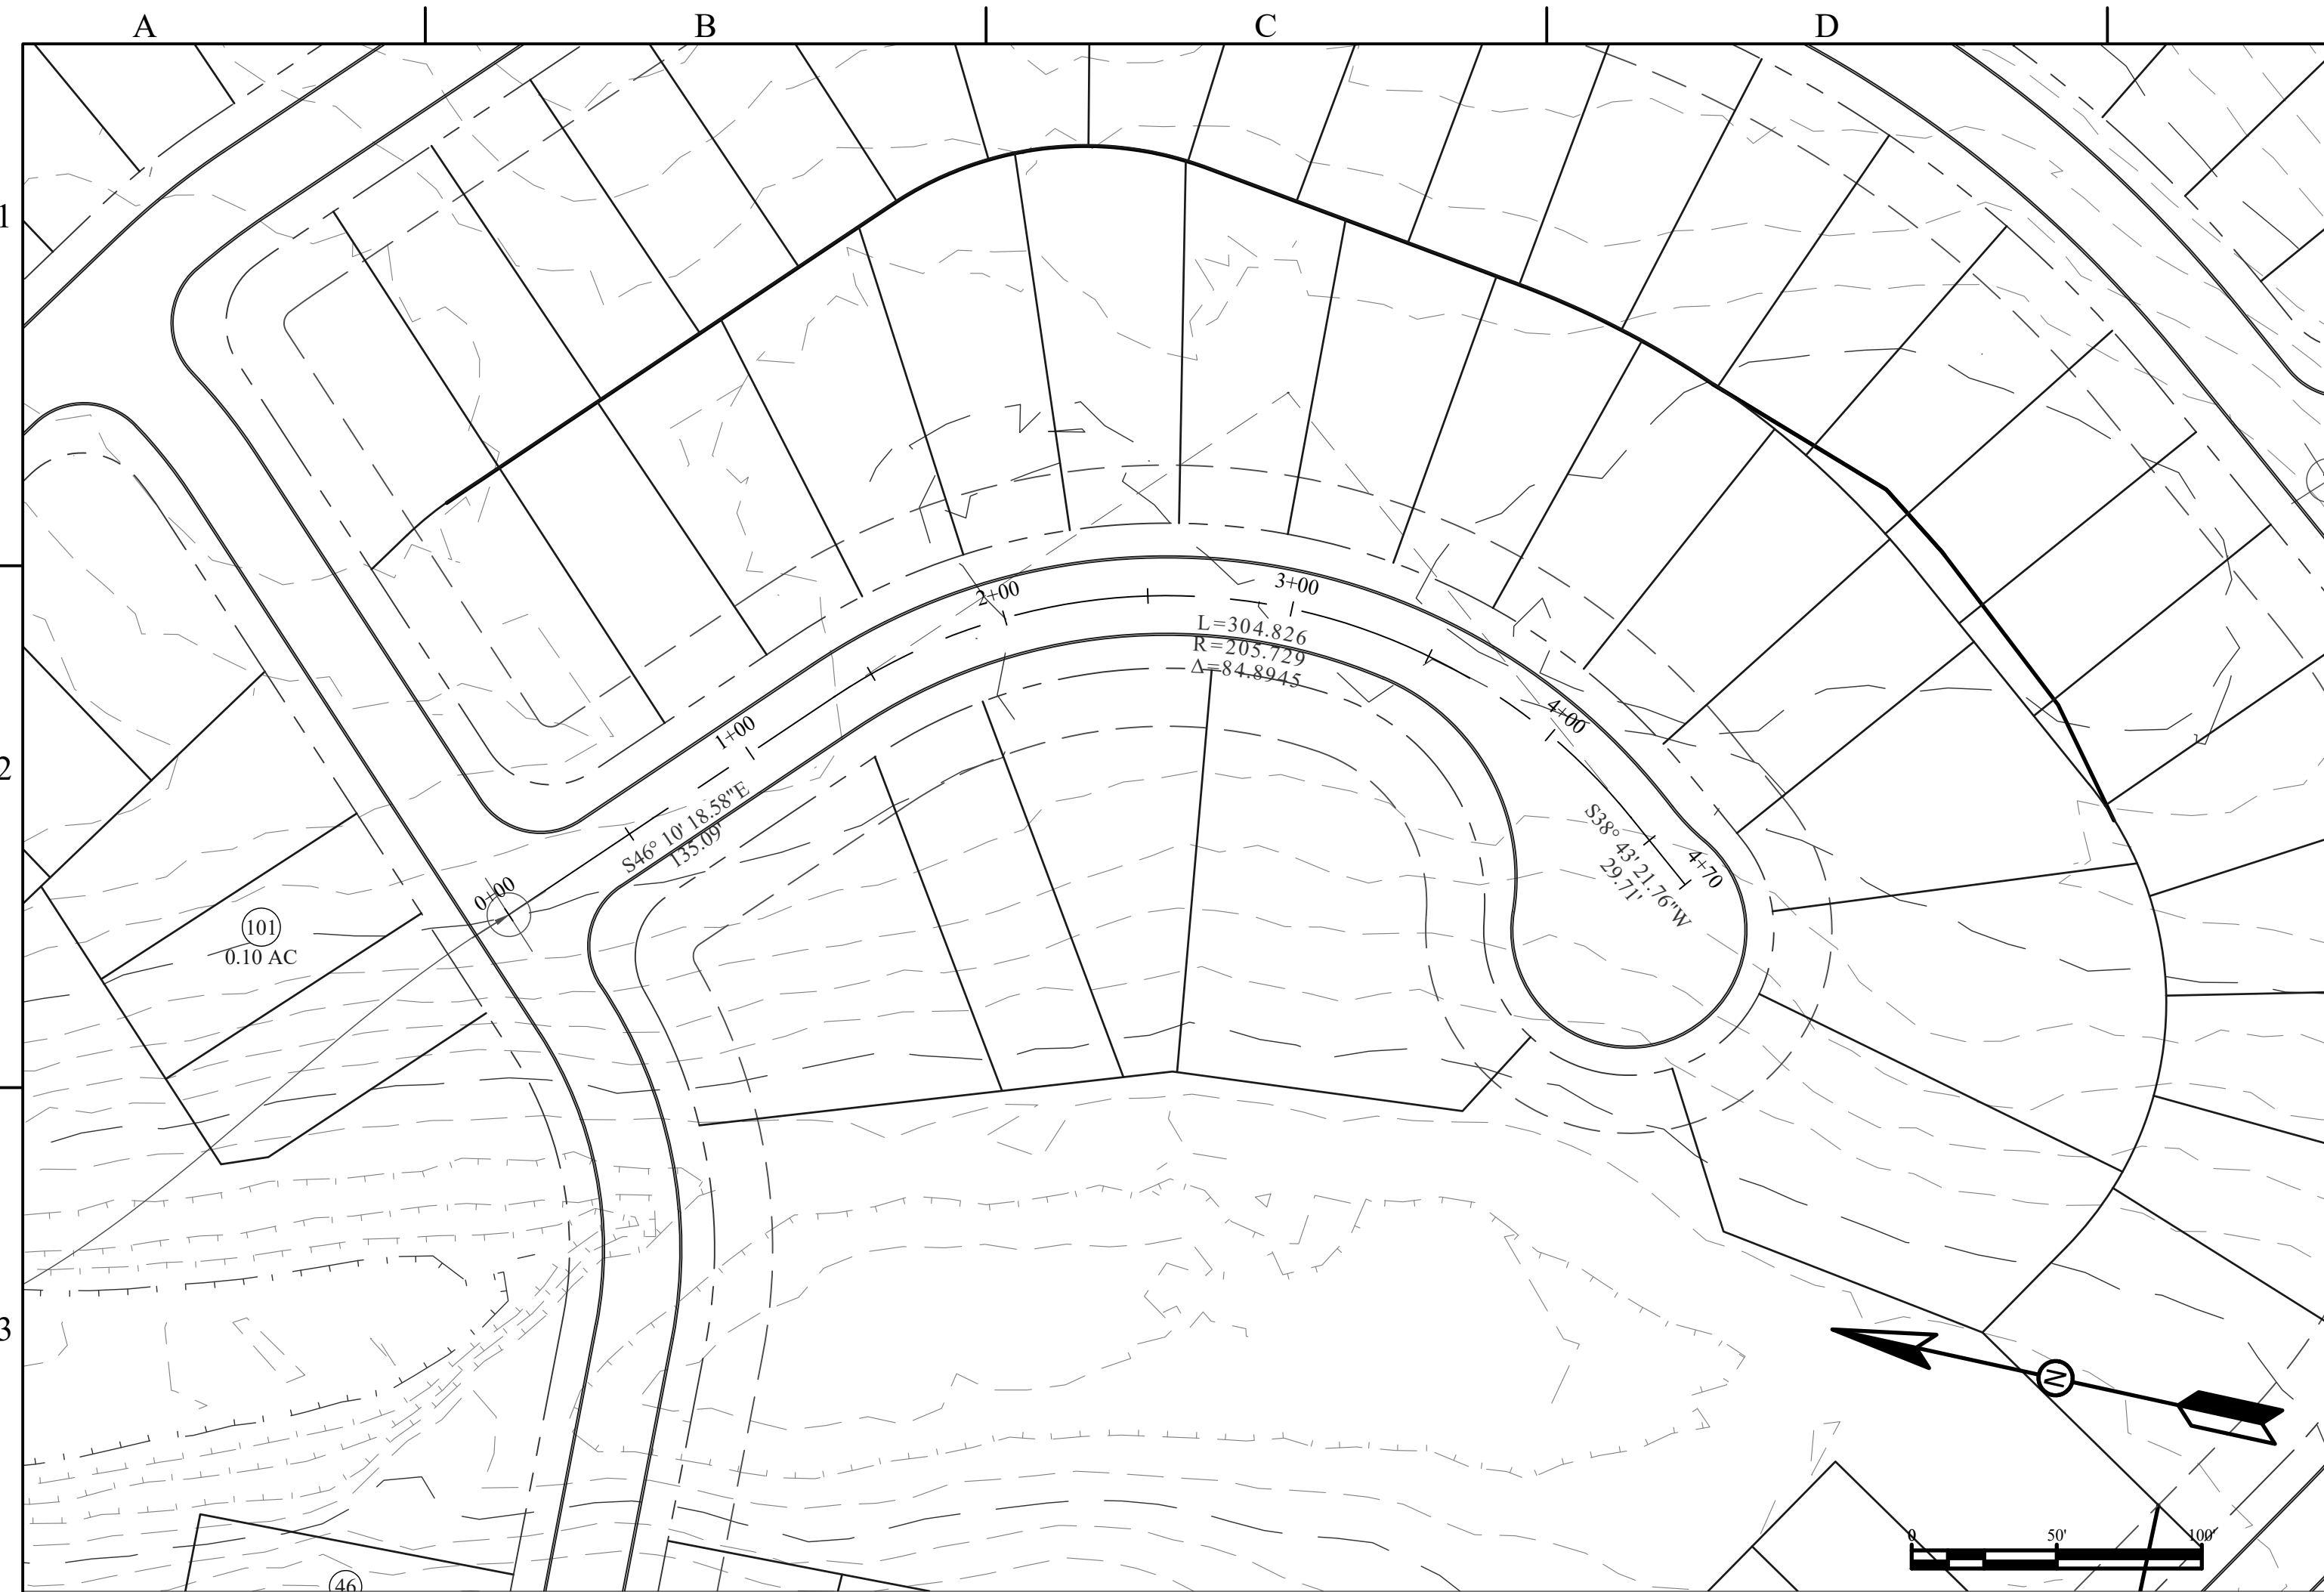 A
B
C
D
1
2
3
2+00
3+00
L=304.826
R=205.729
Δ=84.8945
1+00
4+00
S46° 10' 18.58"E
135.09'
S38° 43' 21.76"W
29.71'
4+70
0+00
101
0.10 AC
N
0 50' 100'
46